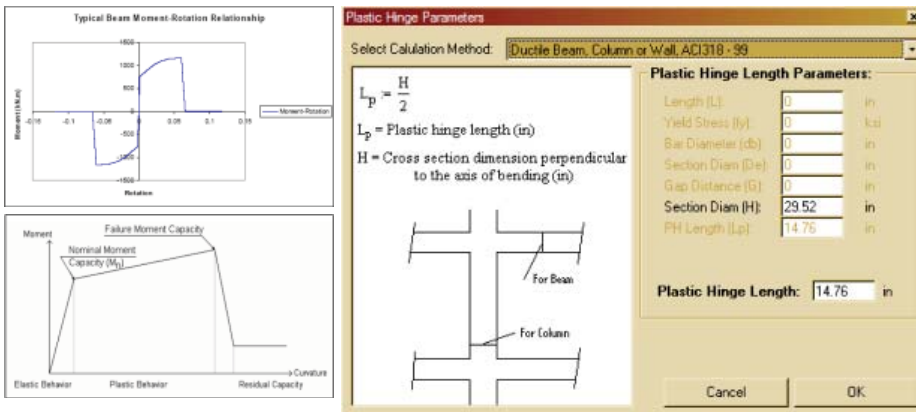 Typical Beam Moment-Rotation Relationship
Moment (kN.m)
1500
1000
500
0
-500
-1000
-1500
-0.15
-0.1
-0.05
0
0.05
0.1
0.15
Moment-Rotation
Rotation
Moment
Failure Moment Capacity
Nominal Moment
Capacity (Mn)
Curvature
Elastic Behavior
Plastic Behavior
Residual Capacity
Plastic Hinge Parameters
Select Calulation Method:
Ductile Beam, Column or Wall, ACI318 - 99
Lp := H/2
Lp = Plastic hinge length (in)
H = Cross section dimension perpendicular
to the axis of bending (in)
For Beam
For Column
Plastic Hinge Length Parameters:
Length (L): 0 in
Yield Stress (fy): 0 ksi
Bar Diameter (db): 0 in
Section Diam (De): 0 in
Gap Distance (G): 0 in
Section Diam (H): 29.52 in
PH Length (Lp): 14.76 in
Plastic Hinge Length: 14.76 in
Cancel
OK